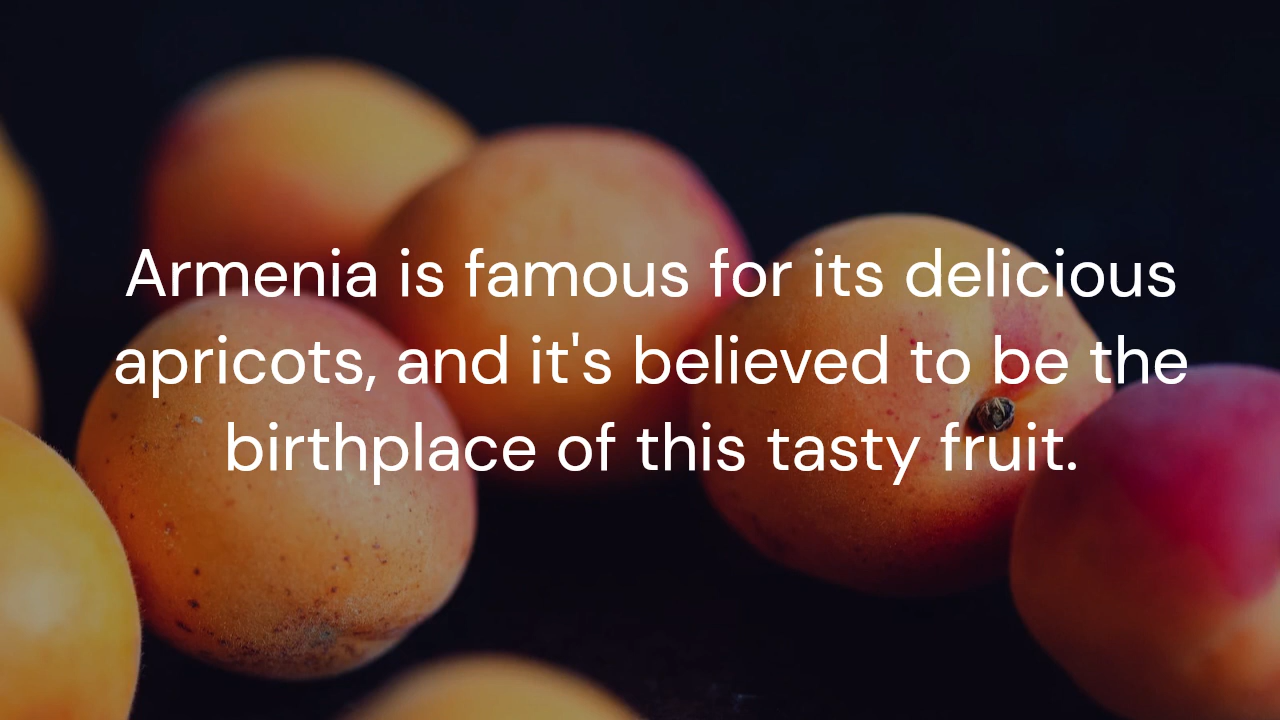 Armenia is famous for its delicious
apricots, and it's believed to be the
birthplace of this tasty fruit.